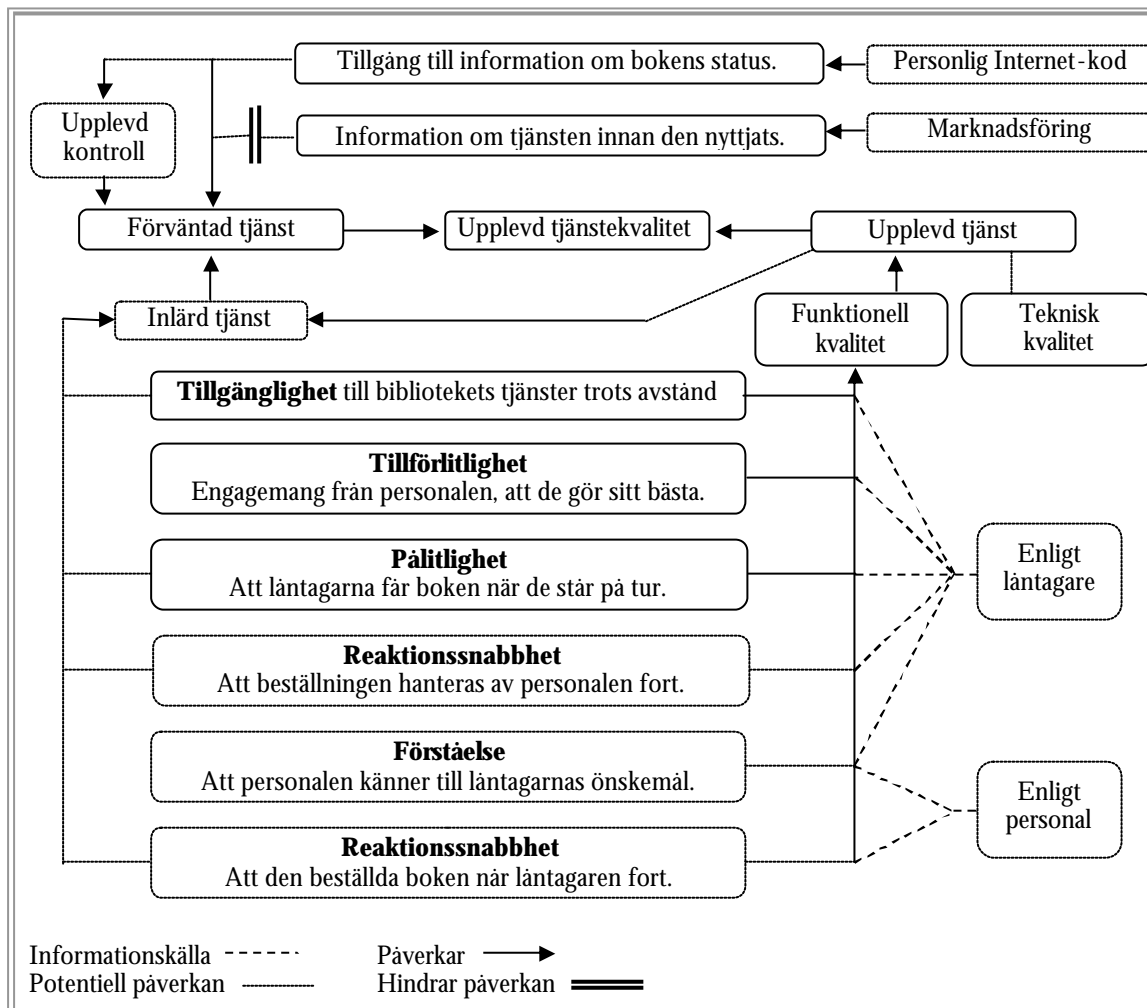 Tillgång till information om bokens status.
Personlig Internet-kod
Upplevd
kontroll
Information om tjänsten innan den nyttjats.
Marknadsföring
Förväntad tjänst
Upplevd tjänstekvalitet
Upplevd tjänst
Inlärd tjänst
Funktionell
kvalitet
Teknisk
kvalitet
Tillgänglighet till bibliotekets tjänster trots avstånd
Tillförlitlighet
Engagemang från personalen, att de gör sitt bästa.
Pålitlighet
Att låntagarna får boken när de står på tur.
Enligt
låntagare
Reaktionssnabbhet
Att beställningen hanteras av personalen fort.
Förståelse
Att personalen känner till låntagarnas önskemål.
Enligt
personal
Reaktionssnabbhet
Att den beställda boken når låntagaren fort.
Informationskälla
Påverkar
Potentiell påverkan
Hindrar påverkan